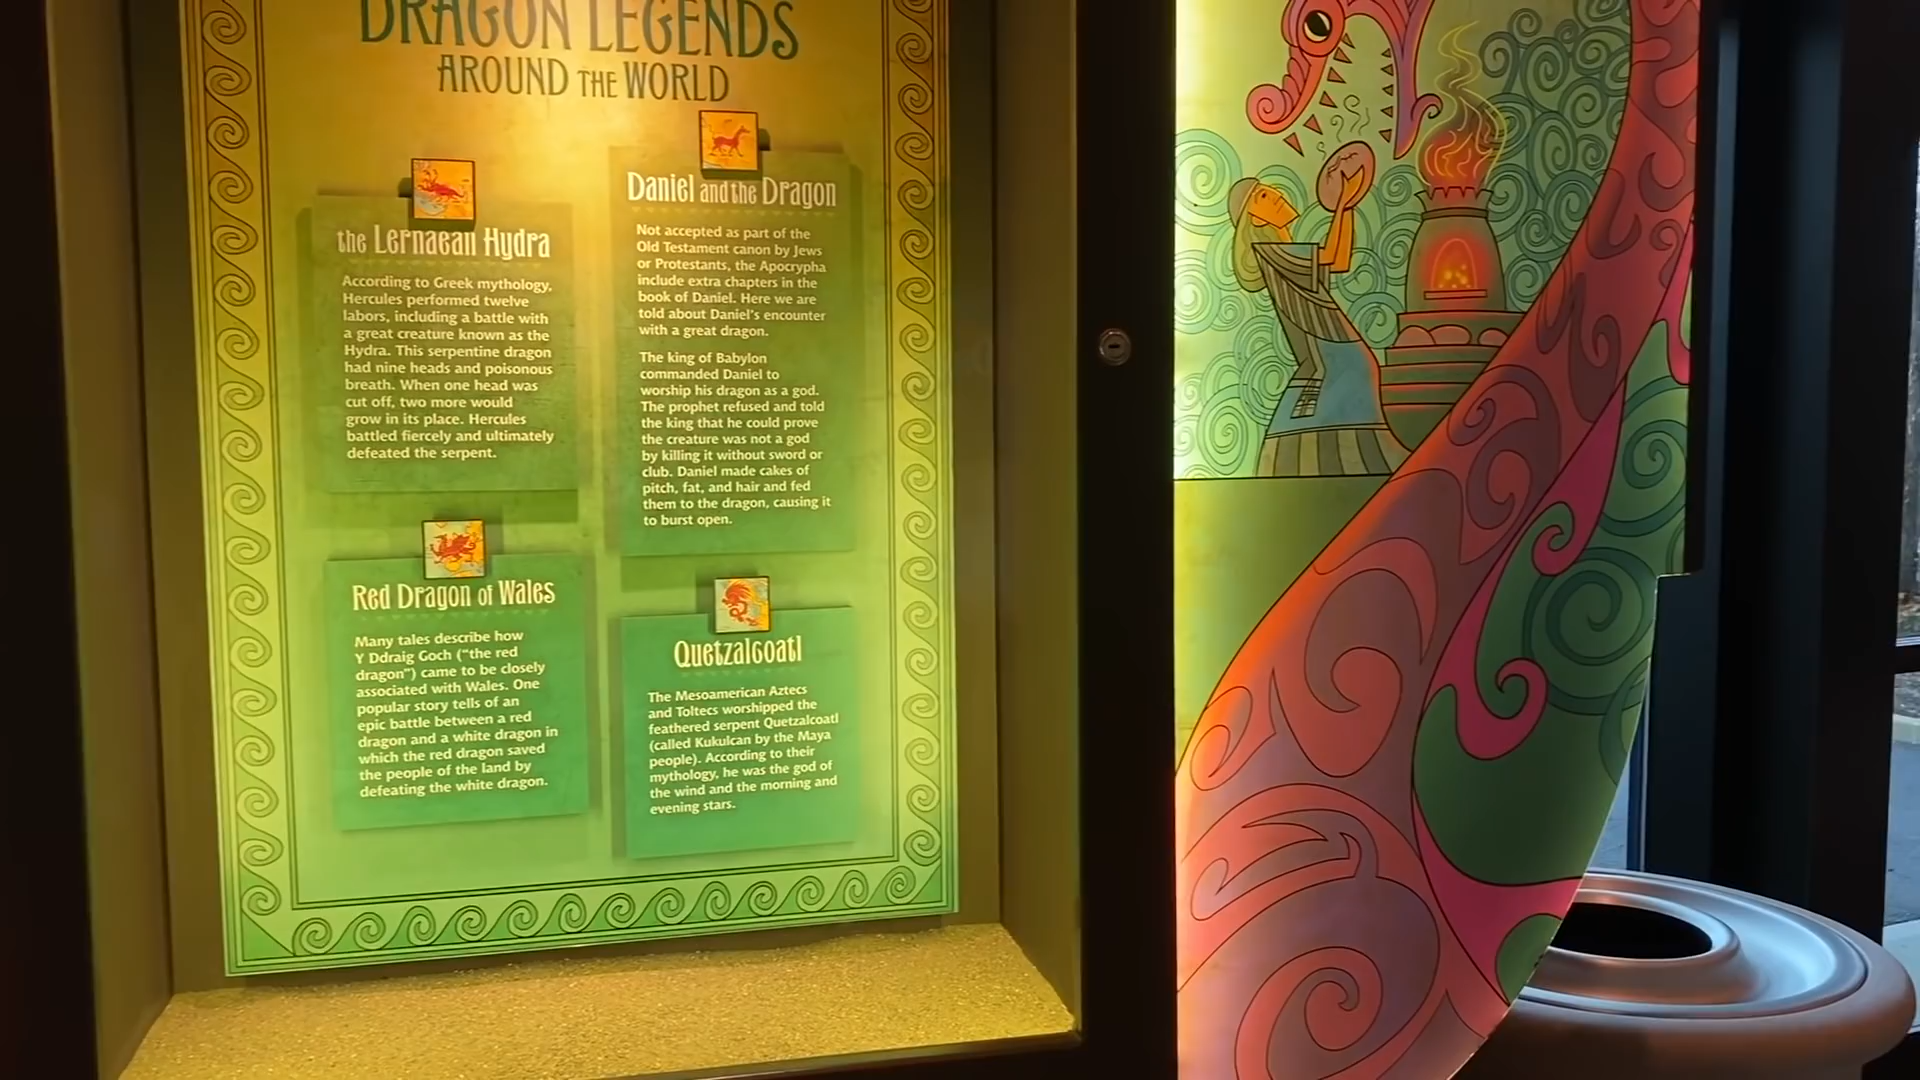 DRAGON LEGENDS
AROUND THE WORLD
the Lernaean Hydra
According to Greek mythology,
Hercules performed twelve
labors, including a battle with
a great creature known as the
Hydra. This serpentine dragon
had nine heads and poisonous
breath. When one head was
cut off, two more would
grow in its place. Hercules
battled fiercely and ultimately
defeated the serpent.
Red Dragon of Wales
Many tales describe how
Y Ddraig Goch ("the red
dragon") came to be closely
associated with Wales. One
popular story tells of an
epic battle between a red
dragon and a white dragon in
which the red dragon saved
the people of the land by
defeating the white dragon.
Daniel and the Dragon
Not accepted as part of the
Old Testament canon by Jews
or Protestants, the Apocrypha
include extra chapters in the
book of Daniel. Here we are
told about Daniel's encounter
with a great dragon.
The king of Babylon
commanded Daniel to
worship his dragon as a god.
The prophet refused and told
the king that he could prove
the creature was not a god
by killing it without sword or
club. Daniel made cakes of
pitch, fat, and hair and fed
them to the dragon, causing it
to burst open.
Quetzalcoatl
The Mesoamerican Aztecs
and Toltecs worshipped the
feathered serpent Quetzalcoatl
(called Kukulcan by the Maya
people). According to their
mythology, he was the god of
the wind and the morning and
evening stars.